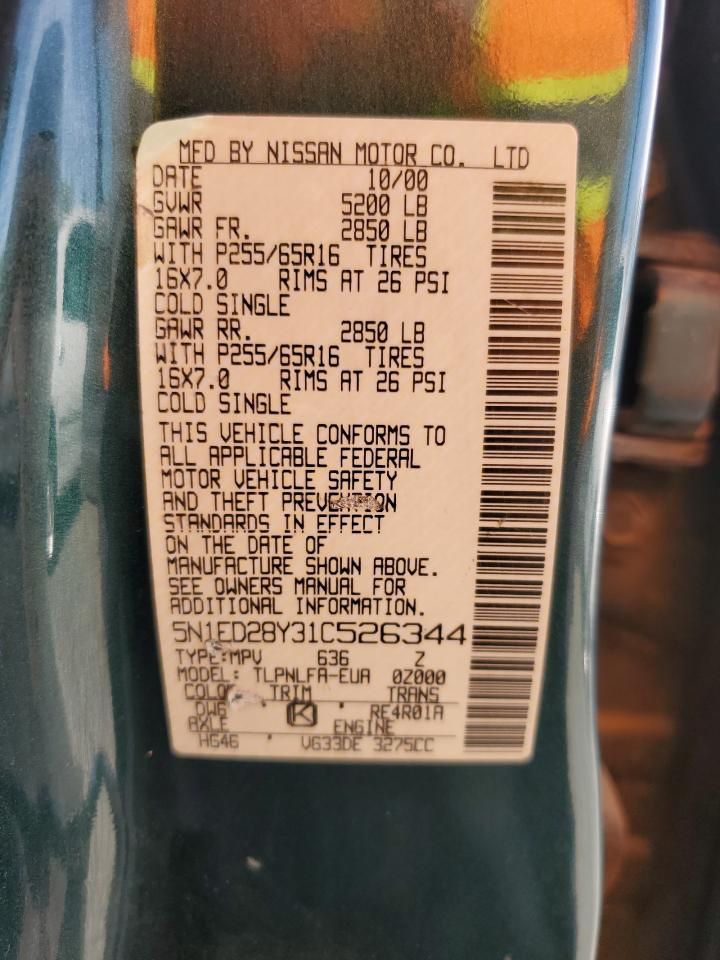 MFD BY NISSAN MOTOR CO. LTD
DATE 10/00
GVWR 5200 LB
GAWR FR. 2850 LB
WITH P255/65R16 TIRES
16X7.0 RIMS AT 26 PSI
COLD SINGLE
GAWR RR. 2850 LB
WITH P255/65R16 TIRES
16X7.0 RIMS AT 26 PSI
COLD SINGLE
THIS VEHICLE CONFORMS TO
ALL APPLICABLE FEDERAL
MOTOR VEHICLE SAFETY
AND THEFT PREVENTION
STANDARDS IN EFFECT
ON THE DATE OF
MANUFACTURE SHOWN ABOVE.
SEE OWNERS MANUAL FOR
ADDITIONAL INFORMATION.
5N1ED28Y31C526344
TYPE:MPV 636 Z
MODEL: TLPNLFA-EUA 0Z000
COLOR TRIM TRANS
DW6 K RE4R01A
AXLE ENGINE
HG46 VG33DE 3275CC